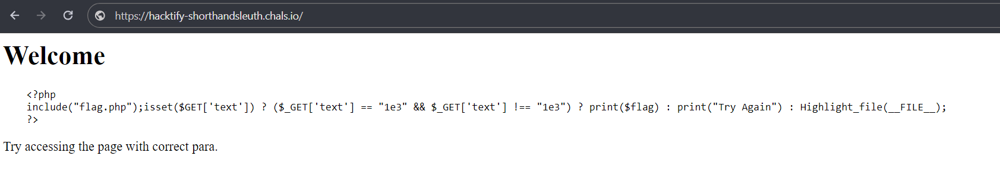 https://hacktify-shorthandsleuth.chals.io/
Welcome
<?php
include("flag.php");isset($GET['text']) ? ($_GET['text'] == "1e3" && $_GET['text'] !== "1e3") ? print($flag) : print("Try Again") : Highlight_file(__FILE__);
?>
Try accessing the page with correct para.